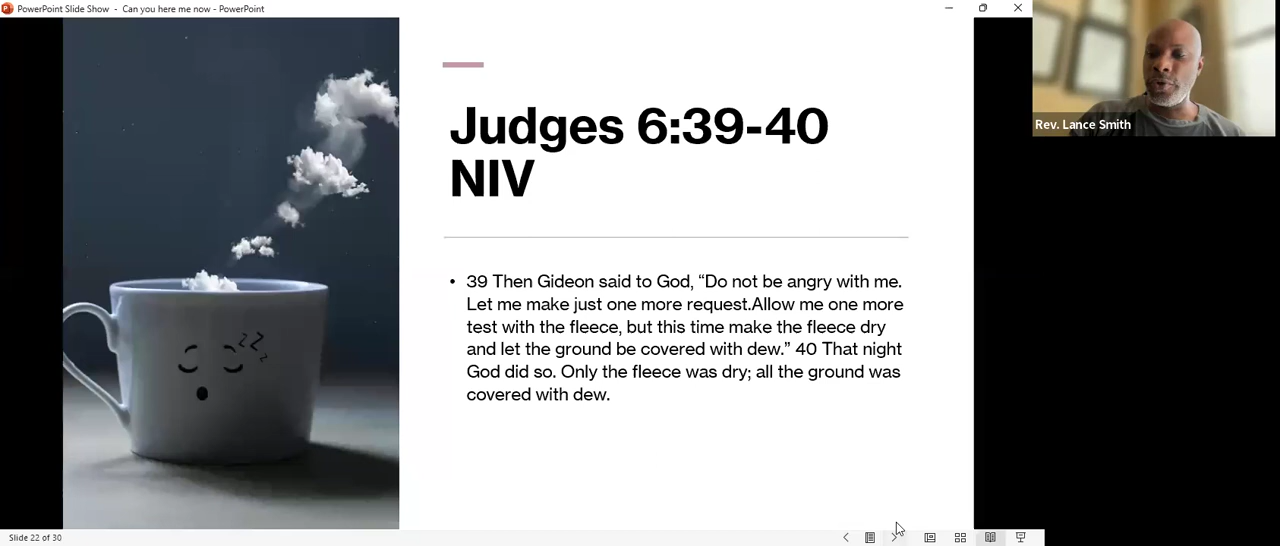 PowerPoint Slide Show - Can you here me now - PowerPoint
Judges 6:39-40
NIV
• 39 Then Gideon said to God, “Do not be angry with me.
Let me make just one more request.Allow me one more
test with the fleece, but this time make the fleece dry
and let the ground be covered with dew.” 40 That night
God did so. Only the fleece was dry; all the ground was
covered with dew.
zzz
Rev. Lance Smith
Slide 22 of 30